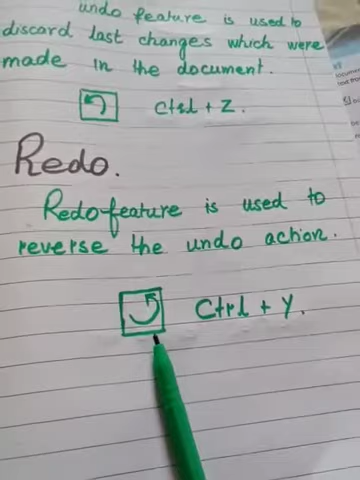 undo feature is used to
discard last changes which were
made in the document.
Ctrl + Z.
Redo.
Redo feature is used to
reverse the undo action.
Ctrl + Y.